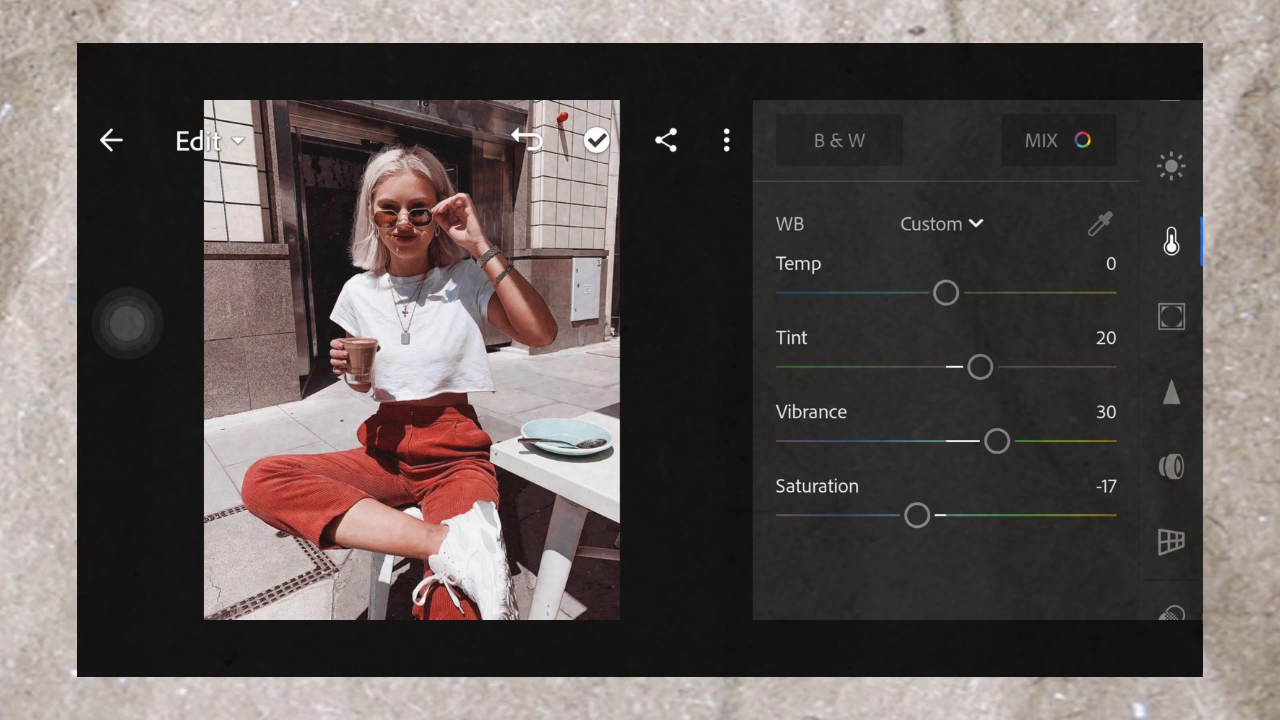 Edit
B & W
MIX
WB
Custom
Temp
0
Tint
20
Vibrance
30
Saturation
-17